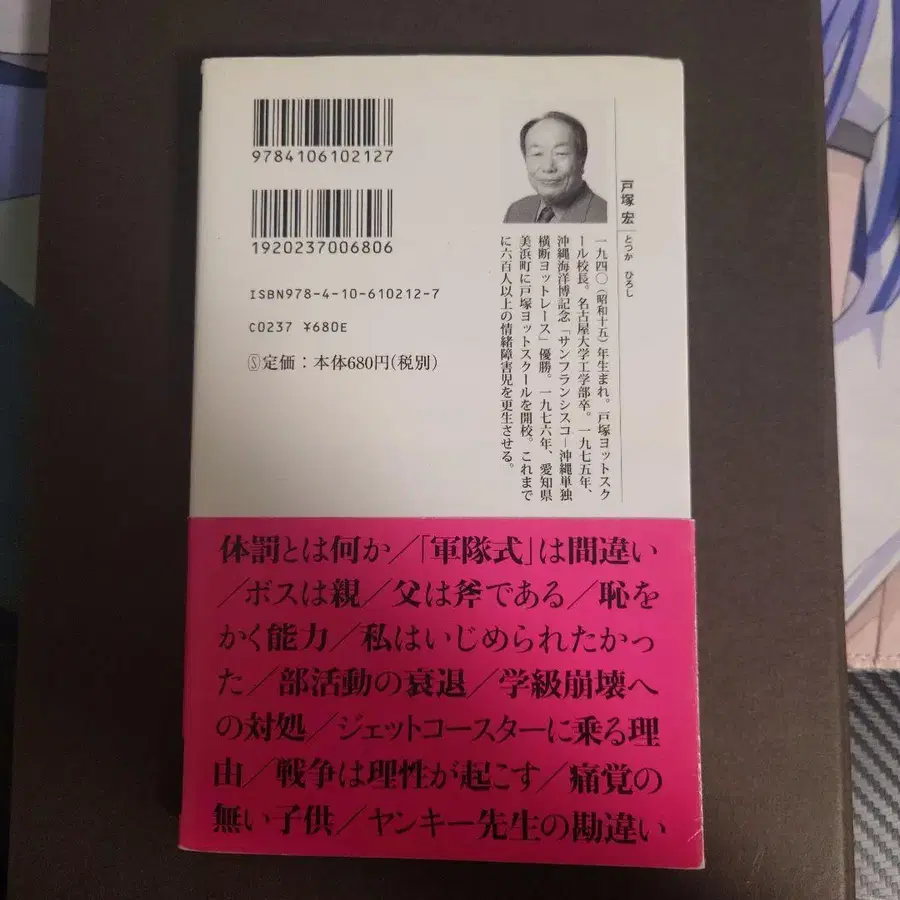 9784106102127
1920237006806
ISBN978-4-10-610212-7
C0237 ¥680E
Ⓢ定価：本体680円(税別)
戸塚 宏 とつか ひろし
一九四〇（昭和十五）年生まれ。戸塚ヨットスク
ール校長。名古屋大学工学部卒。一九七五年、
沖縄海洋博記念「サンフランシスコ—沖縄単独
横断ヨットレース」優勝。一九七六年、愛知県
美浜町に戸塚ヨットスクールを開校。これまで
に六百人以上の情緒障害児を更生させる。
体罰とは何か／「軍隊式」は間違い
／ボスは親／父は斧である／恥を
かく能力／私はいじめられたかっ
た／部活動の衰退／学級崩壊へ
の対処／ジェットコースターに乗る理
由／戦争は理性が起こす／痛覚の
無い子供／ヤンキー先生の勘違い